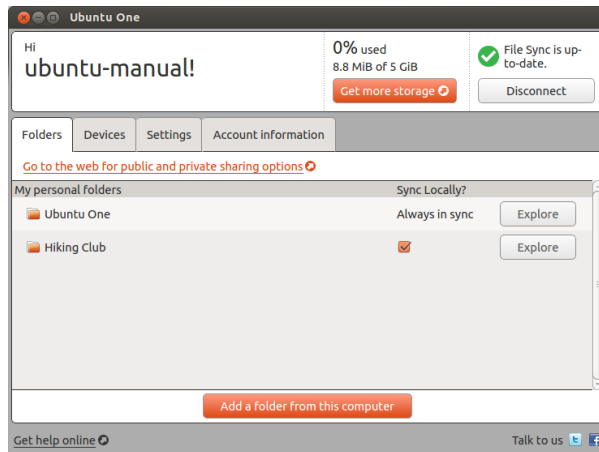 Ubuntu One
Hi
ubuntu-manual!
0% used
8.8 MiB of 5 GiB
Get more storage
File Sync is up-
to-date.
Disconnect
Folders
Devices
Settings
Account information
Go to the web for public and private sharing options
My personal folders
Sync Locally?
Ubuntu One
Always in sync
Explore
Hiking Club
Explore
Add a folder from this computer
Get help online
Talk to us